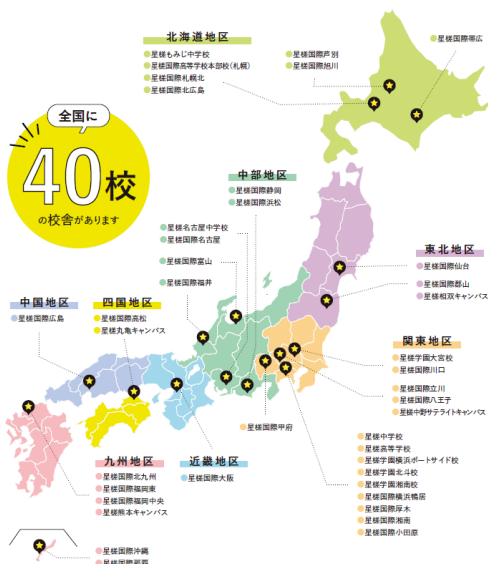 北海道地区
星槎もみじ中学校
星槎国際高等学校本部校(札幌)
星槎国際札幌北
星槎国際北広島
星槎国際芦別
星槎国際旭川
星槎国際帯広
全国に
40校
の校舎があります
中部地区
星槎国際静岡
星槎国際浜松
星槎名古屋中学校
星槎国際名古屋
星槎国際富山
星槎国際福井
東北地区
星槎国際仙台
星槎国際郡山
星槎相双キャンパス
中国地区
星槎国際広島
四国地区
星槎国際高松
星槎丸亀キャンパス
関東地区
星槎学園大宮校
星槎国際川口
星槎国際立川
星槎国際八王子
星槎中野サテライトキャンパス
星槎国際甲府
星槎中学校
星槎高等学校
星槎学園横浜ポートサイド校
星槎学園北斗校
星槎学園湘南校
星槎国際横浜鴨居
星槎国際厚木
星槎国際湘南
星槎国際小田原
九州地区
星槎国際北九州
星槎国際福岡東
星槎国際福岡中央
星槎熊本キャンパス
近畿地区
星槎国際大阪
星槎国際沖縄